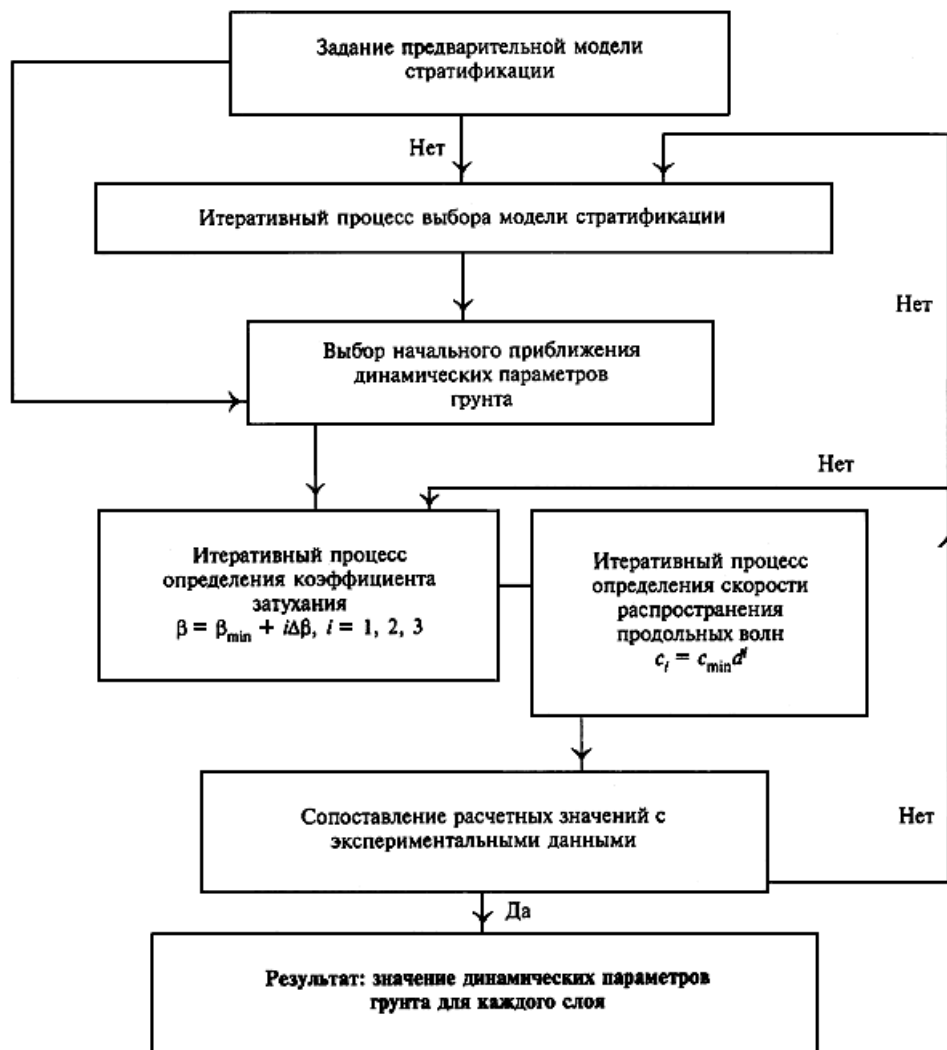 Задание предварительной модели
стратификации
Нет
Итеративный процесс выбора модели стратификации
Нет
Выбор начального приближения
динамических параметров
грунта
Нет
Итеративный процесс
определения коэффициента
затухания
β = βmin + iΔβ, i = 1, 2, 3
Итеративный процесс
определения скорости
распространения
продольных волн
Сопоставление расчетных значений с
экспериментальными данными
Нет
Да
Результат: значение динамических параметров
грунта для каждого слоя